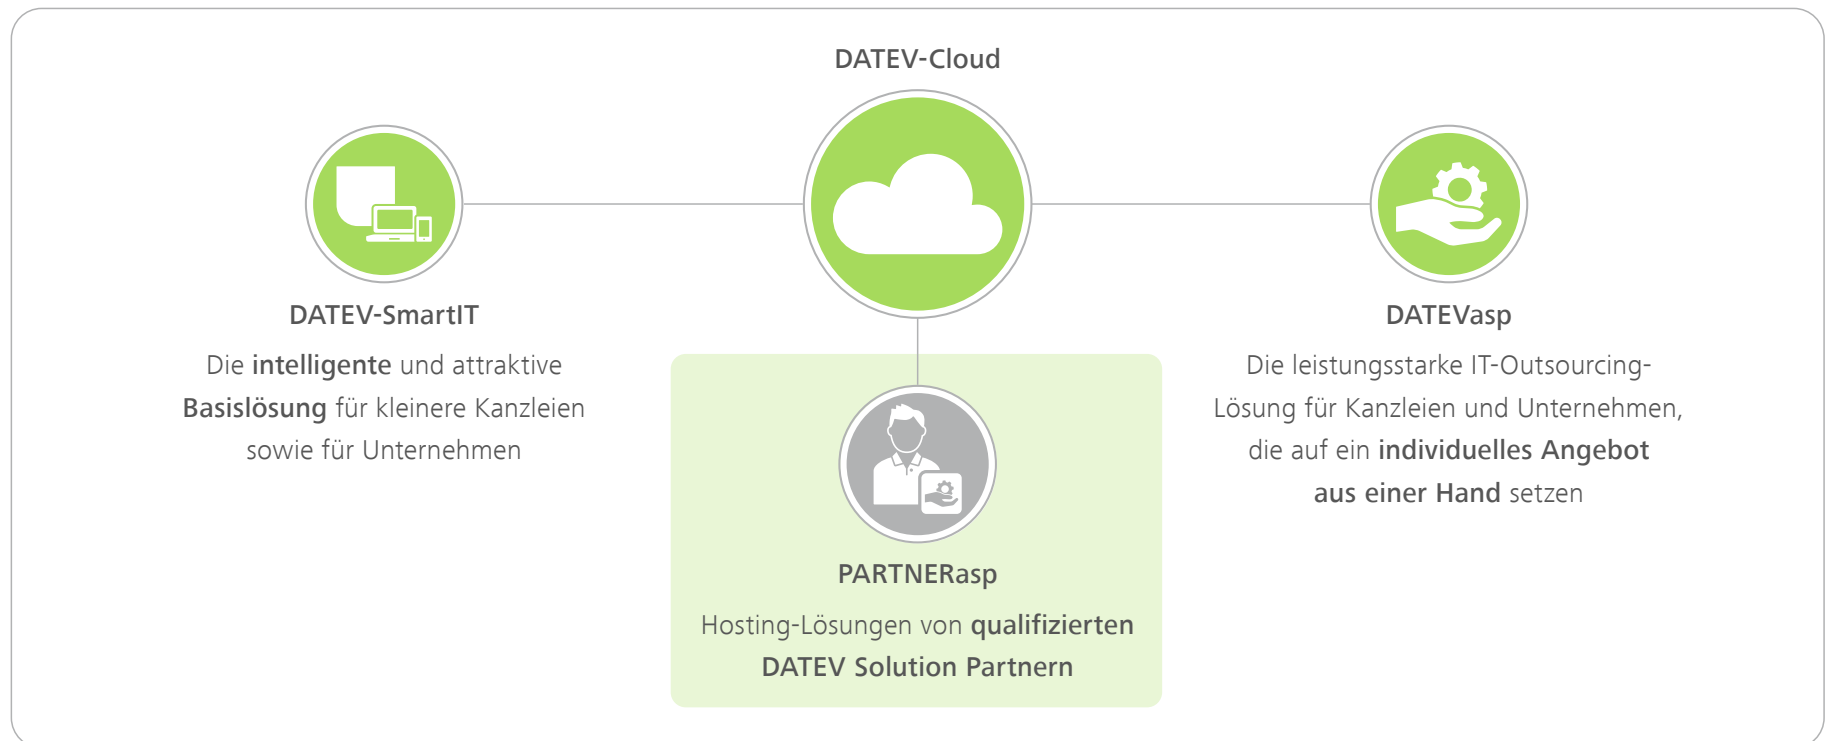 DATEV-Cloud
DATEV-SmartIT
Die intelligente und attraktive
Basislösung für kleinere Kanzleien
sowie für Unternehmen
PARTNERasp
Hosting-Lösungen von qualifizierten
DATEV Solution Partnern
DATEVasp
Die leistungsstarke IT-Outsourcing-
Lösung für Kanzleien und Unternehmen,
die auf ein individuelles Angebot
aus einer Hand setzen